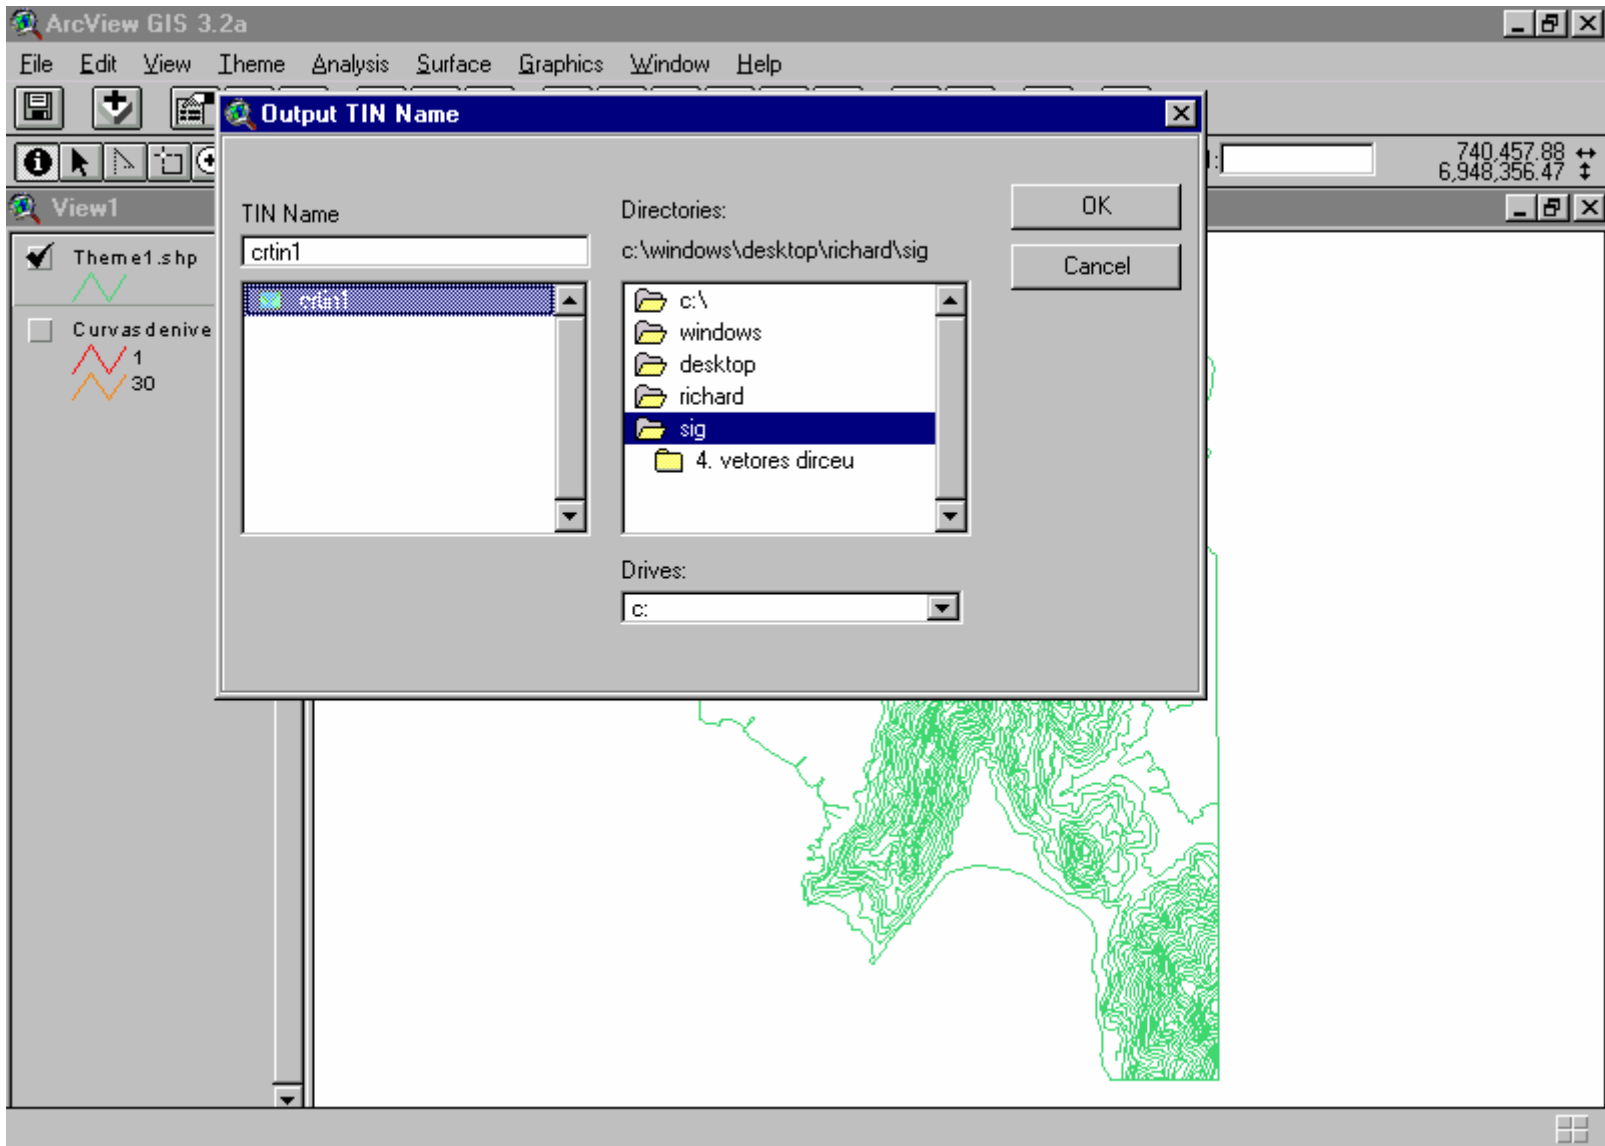 ArcView GIS 3.2a
File Edit View Theme Analysis Surface Graphics Window Help
Output TIN Name
740,457.88
6,948,356.47
View1
Theme1.shp
Curvasdenive
1
30
TIN Name
crtin1
crtin1
Directories:
c:\windows\desktop\richard\sig
c:\
windows
desktop
richard
sig
4. vetores dirceu
Drives:
c:
OK
Cancel